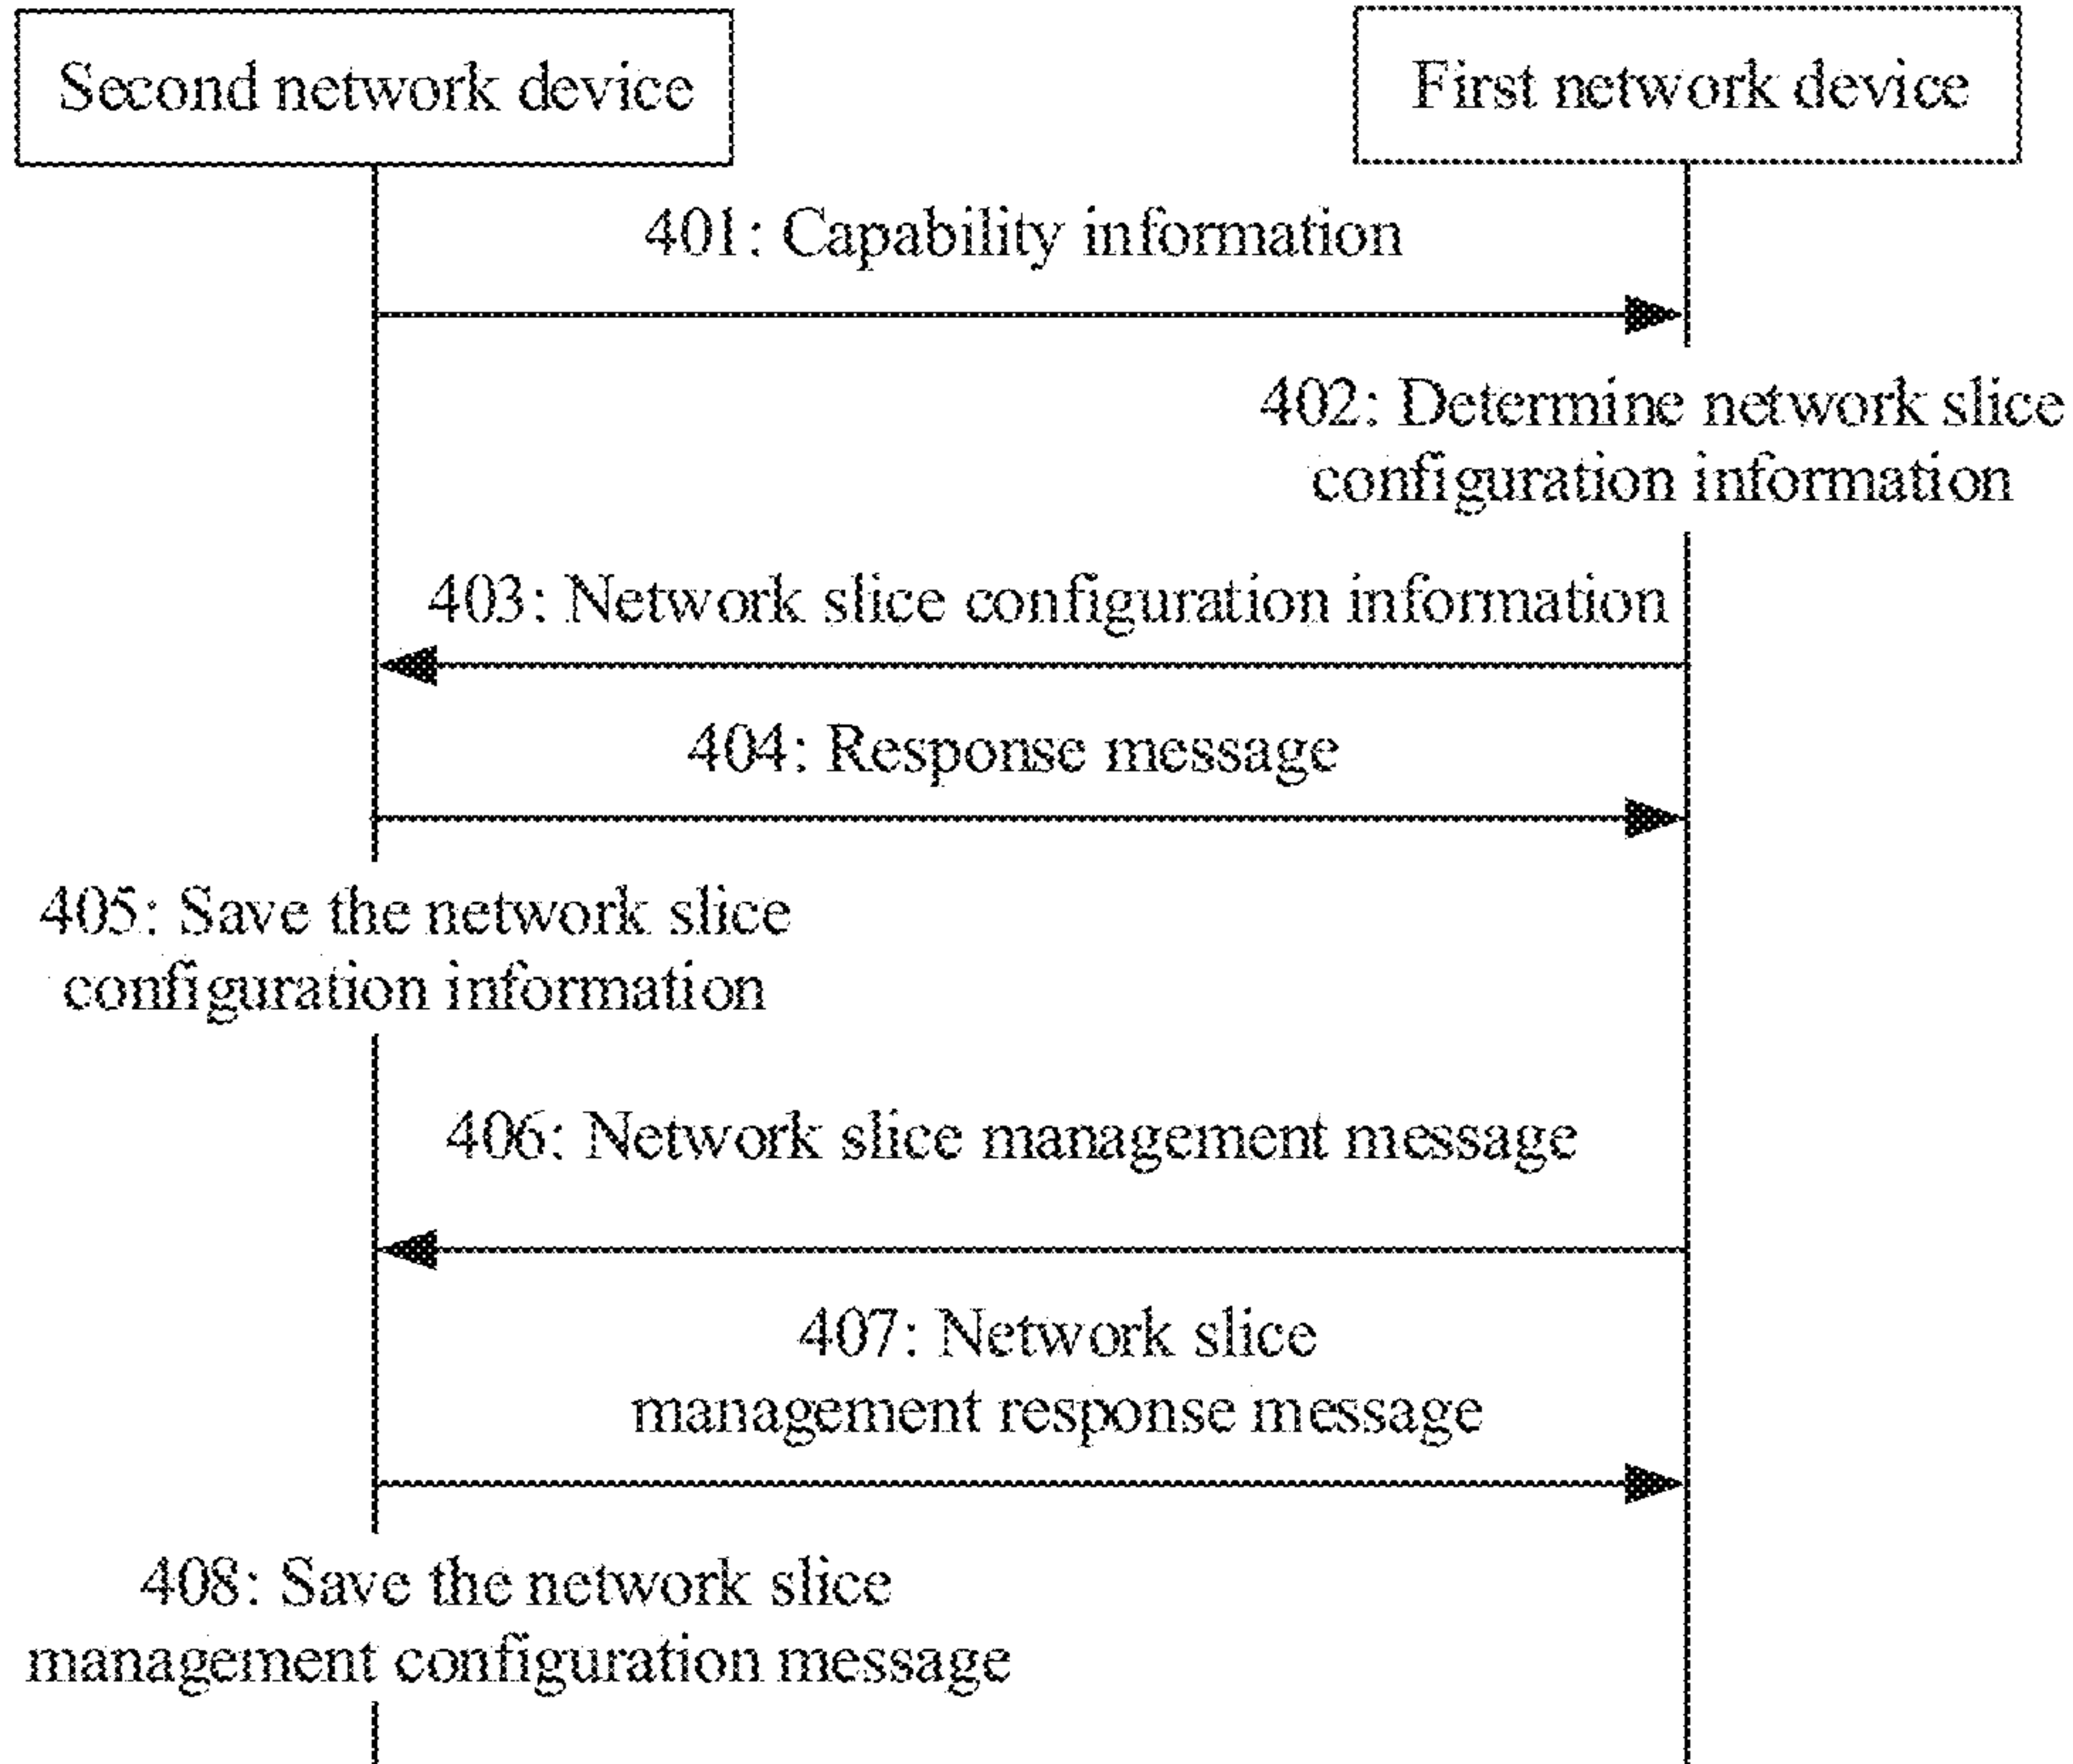 Second network device
First network device
401: Capability information
402: Determine network slice
configuration information
403: Network slice configuration information
404: Response message
405: Save the network slice
configuration information
406: Network slice management message
407: Network slice
management response message
408: Save the network slice
management configuration message